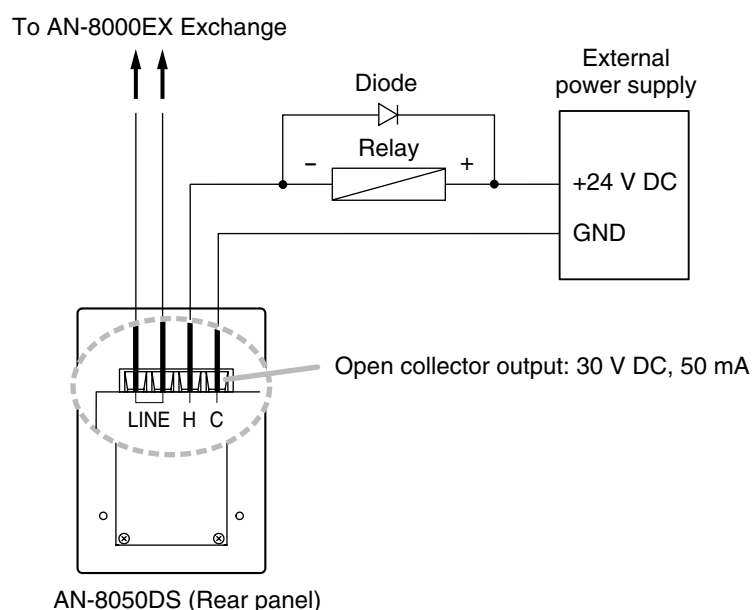 To AN-8000EX Exchange
External
power supply
Diode
Relay
– +
+24 V DC
GND
Open collector output: 30 V DC, 50 mA
LINE H C
AN-8050DS (Rear panel)